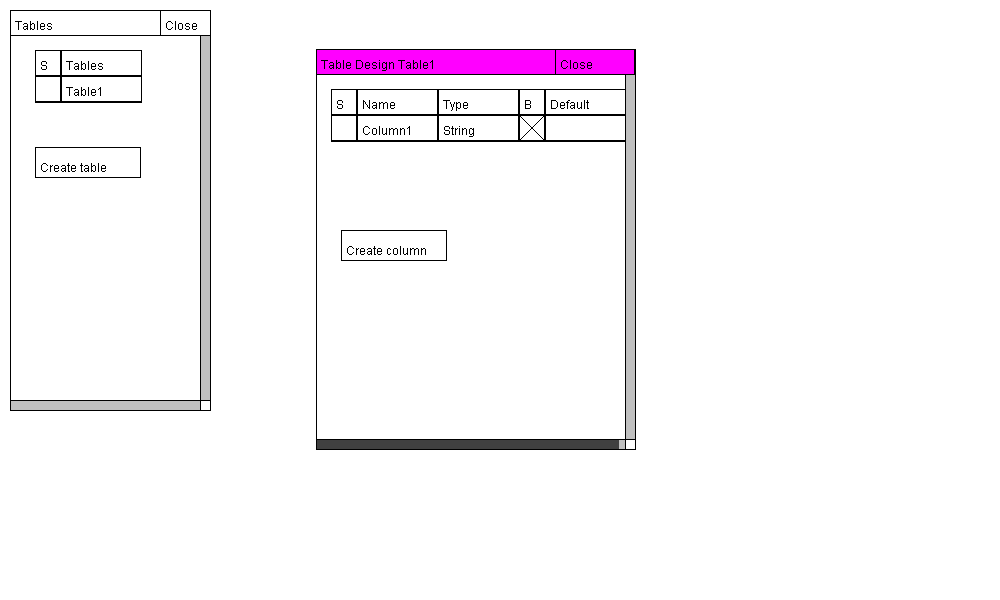 Tables Close
S Tables
Table1
Create table
Table Design Table1 Close
S Name Type B Default
Column1 String
Create column